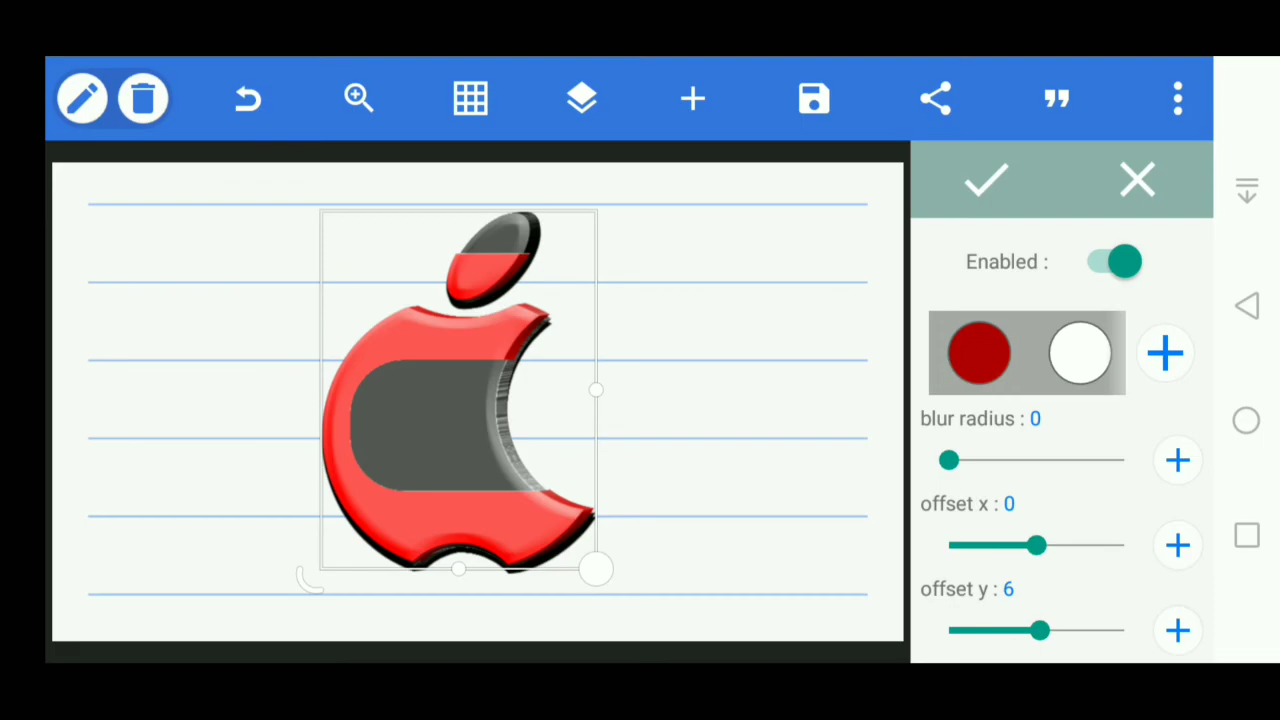 Enabled :
blur radius : 0
offset x : 0
offset y : 6